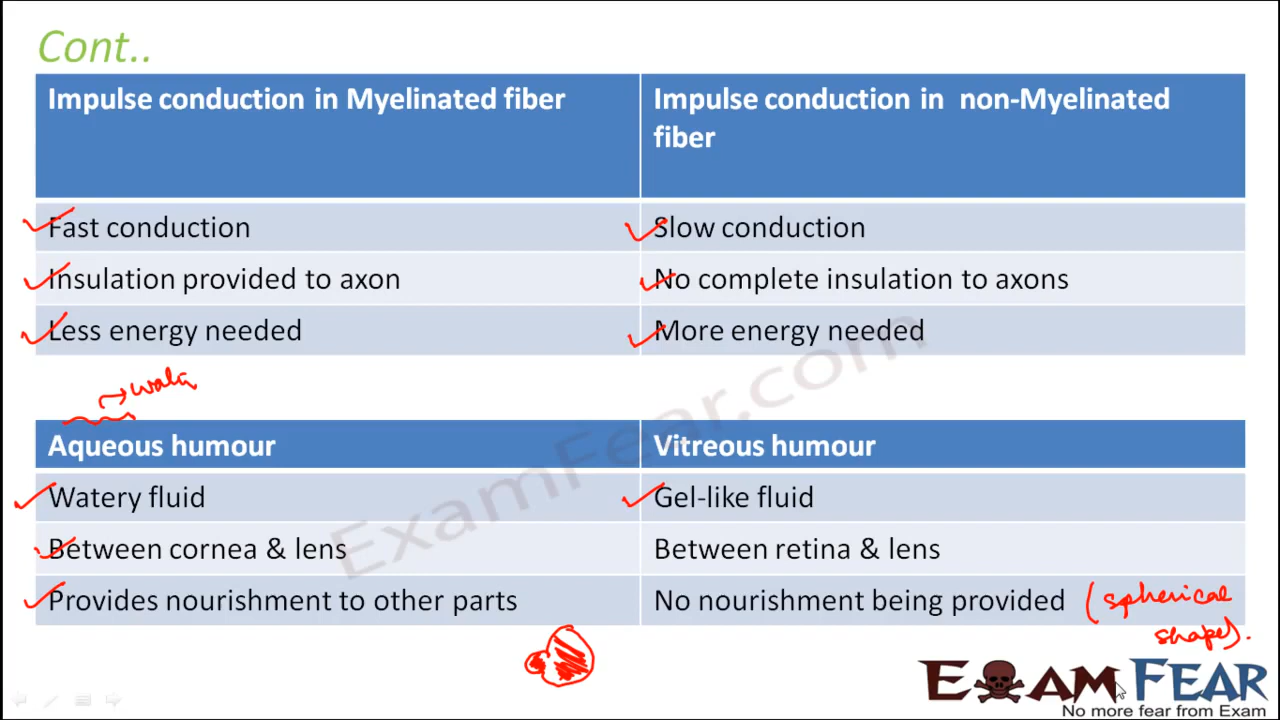 Cont..
Impulse conduction in Myelinated fiber
Impulse conduction in non-Myelinated
fiber
Fast conduction
Slow conduction
Insulation provided to axon
No complete insulation to axons
Less energy needed
More energy needed
Aqueous humour
Vitreous humour
Watery fluid
Gel-like fluid
Between cornea & lens
Between retina & lens
Provides nourishment to other parts
No nourishment being provided (spherical
shape).
ExamFear.com
EXAMFEAR
No more fear from Exam